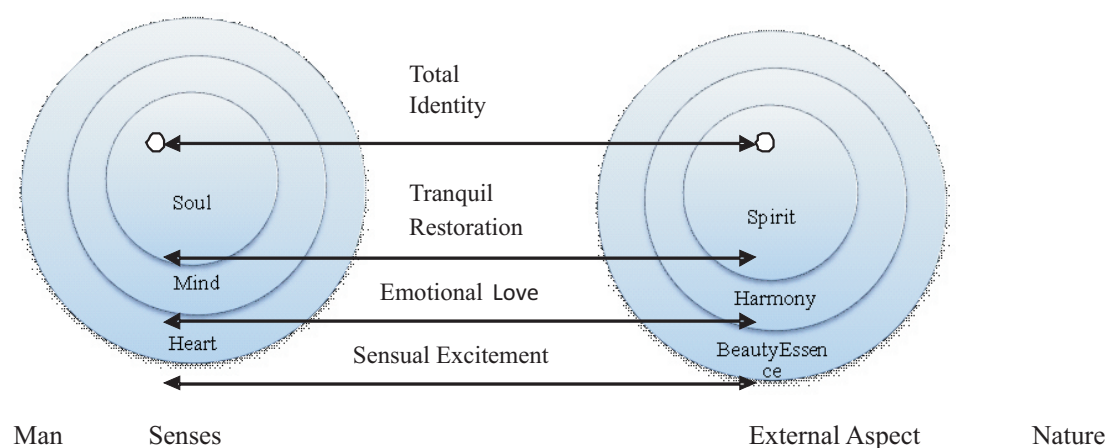 Total
Identity
Soul
Tranquil
Restoration
Spirit
Mind
Emotional Love
Harmony
Heart
Sensual Excitement
BeautyEssen
ce
Man Senses External Aspect Nature